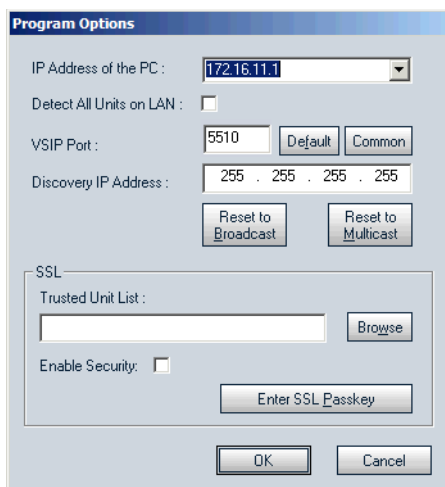 Program Options
IP Address of the PC : 172.16.11.1
Detect All Units on LAN :
VSIP Port : 5510 Default Common
Discovery IP Address : 255 . 255 . 255 . 255
Reset to Broadcast Reset to Multicast
SSL
Trusted Unit List :
Browse
Enable Security:
Enter SSL Passkey
OK Cancel